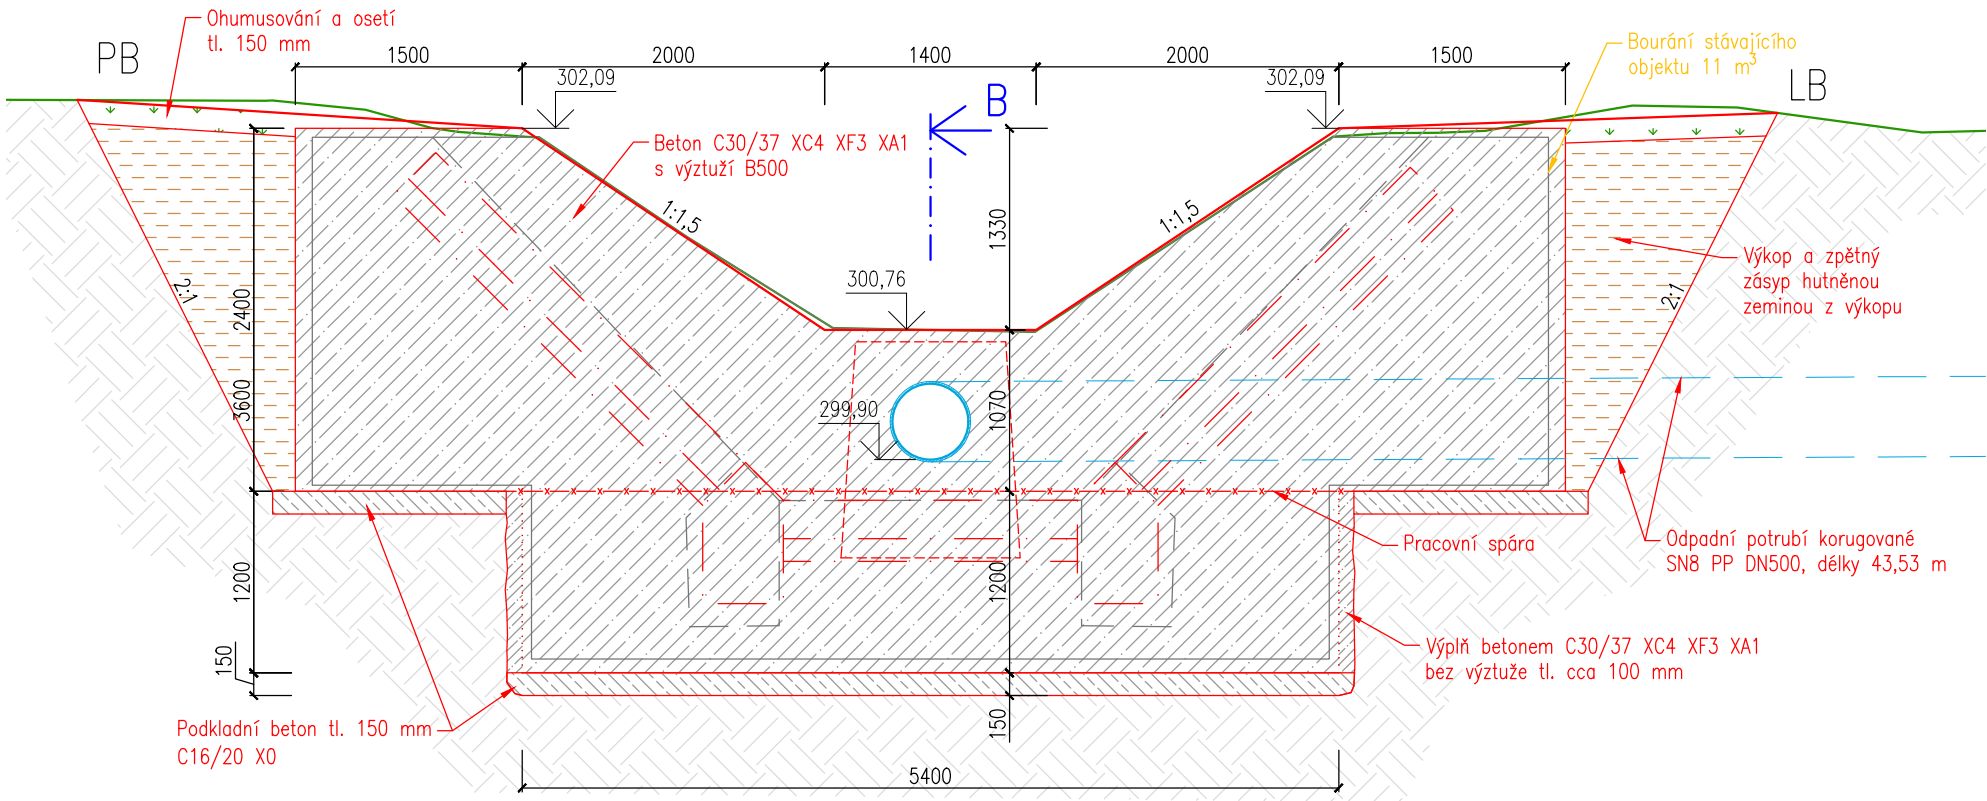 Ohumusování a osetí
tl. 150 mm
PB
1500
2000
1400
2000
1500
Bourání stávajícího
objektu 11 m³
LB
302,09
302,09
B
Beton C30/37 XC4 XF3 XA1
s výztuží B500
1:1,5
1:1,5
1330
2:1
2400
300,76
Výkop a zpětný
zásyp hutněnou
zeminou z výkopu
2:1
3600
299,90
1070
Pracovní spára
Odpadní potrubí korugované
SN8 PP DN500, délky 43,53 m
1200
1200
150
Výplň betonem C30/37 XC4 XF3 XA1
bez výztuže tl. cca 100 mm
Podkladní beton tl. 150 mm
C16/20 X0
150
5400